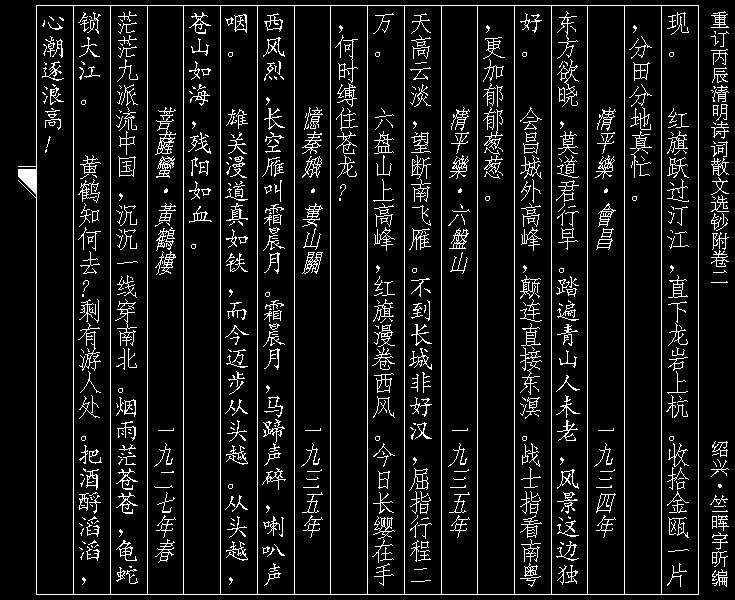 重订丙辰清明诗词散文选钞附卷二
绍兴·竺晖宇昕编
现。　红旗跃过汀江，直下龙岩上杭。收拾金瓯一片
，分田分地真忙。
清平樂·會昌　一九三四年
东方欲晓，莫道君行早。踏遍青山人未老，风景这边独
好。　会昌城外高峰，颠连直接东溟。战士指看南粤
，更加郁郁葱葱。
清平樂·六盤山　一九三五年
天高云淡，望断南飞雁。不到长城非好汉，屈指行程二
万。　六盘山上高峰，红旗漫卷西风。今日长缨在手
，何时缚住苍龙？
憶秦娥·婁山關　一九三五年
西风烈，长空雁叫霜晨月。霜晨月，马蹄声碎，喇叭声
咽。　雄关漫道真如铁，而今迈步从头越。从头越，
苍山如海，残阳如血。
菩薩蠻·黃鶴樓　一九二七年春
茫茫九派流中国，沉沉一线穿南北。烟雨茫苍苍，龟蛇
锁大江。　黄鹤知何去？剩有游人处。把酒酹滔滔，
心潮逐浪高！